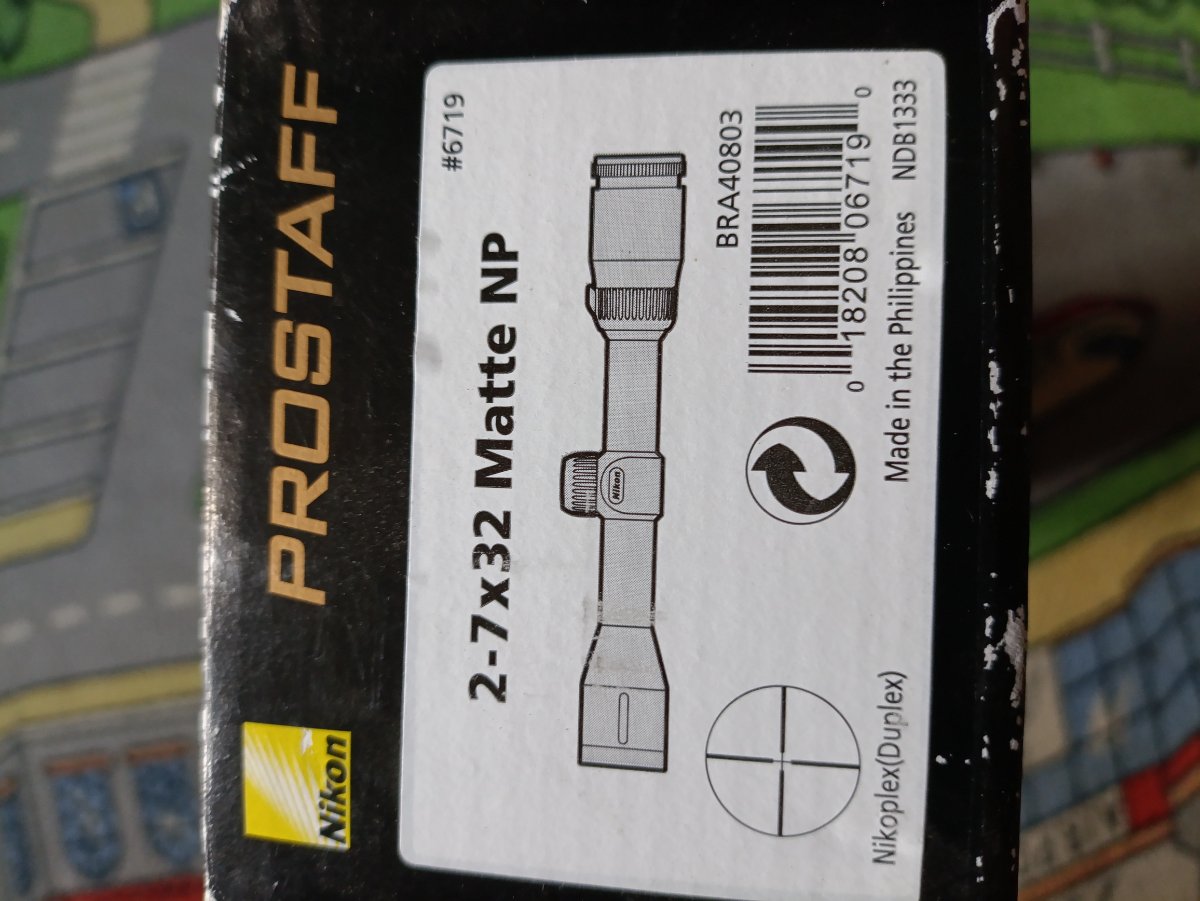 Nikon
PROSTAFF
#6719
2-7x32 Matte NP
Nikon
BRA40803
0 18208 06719 0
Nikoplex(Duplex)
Made in the Philippines NDB1333